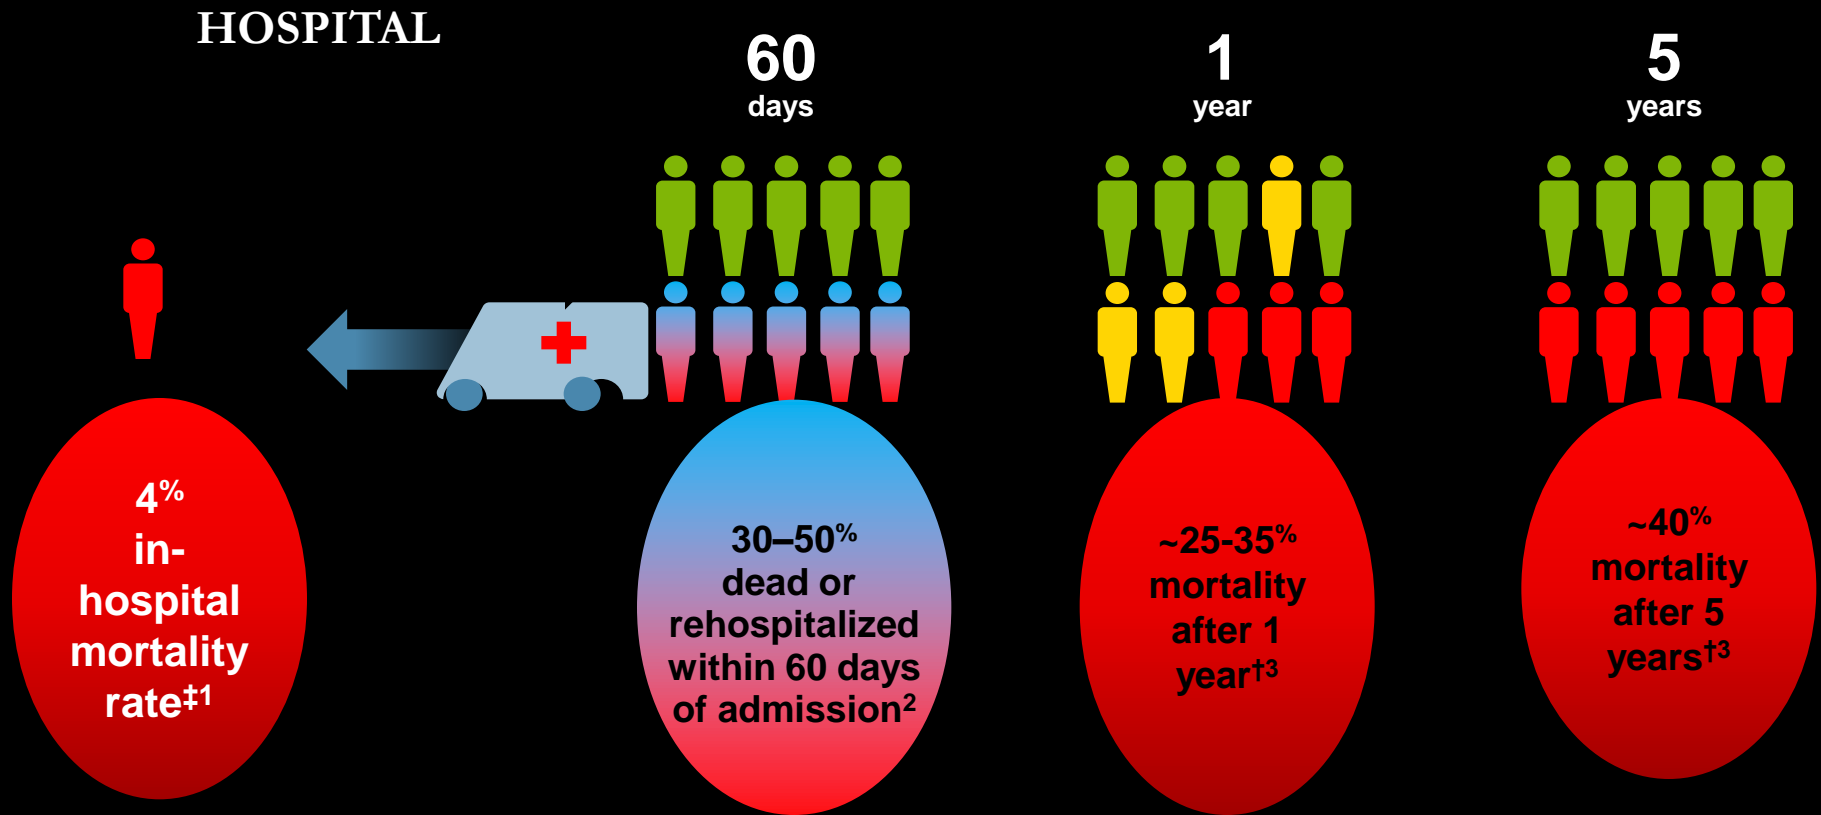 HOSPITAL
60
days
1
year
5
years
4%
in-
hospital
mortality
rate‡1
30–50%
dead or
rehospitalized
within 60 days
of admission2
~25-35%
mortality
after 1
year†3
~40%
mortality
after 5
years†3